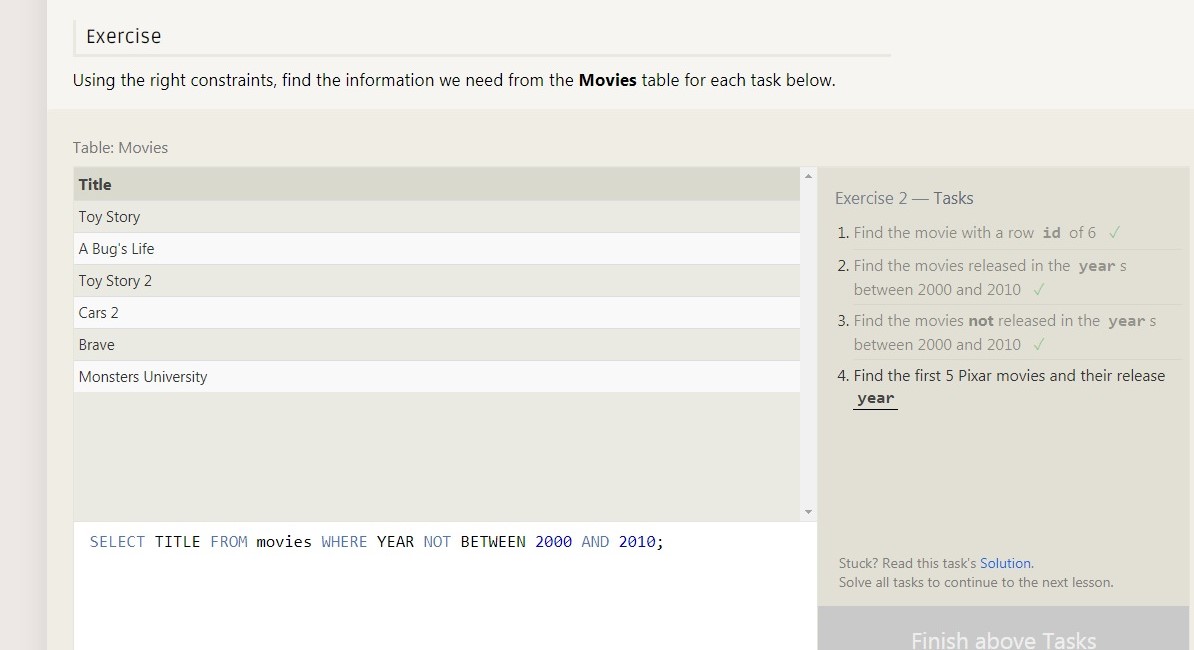 Exercise
Using the right constraints, find the information we need from the Movies table for each task below.
Table: Movies
Title
Toy Story
A Bug's Life
Toy Story 2
Cars 2
Brave
Monsters University
SELECT TITLE FROM movies WHERE YEAR NOT BETWEEN 2000 AND 2010;
Exercise 2 — Tasks
1. Find the movie with a row id of 6 ✓
2. Find the movies released in the year s
between 2000 and 2010 ✓
3. Find the movies not released in the year s
between 2000 and 2010 ✓
4. Find the first 5 Pixar movies and their release
year
Stuck? Read this task's Solution.
Solve all tasks to continue to the next lesson.
Finish above Tasks